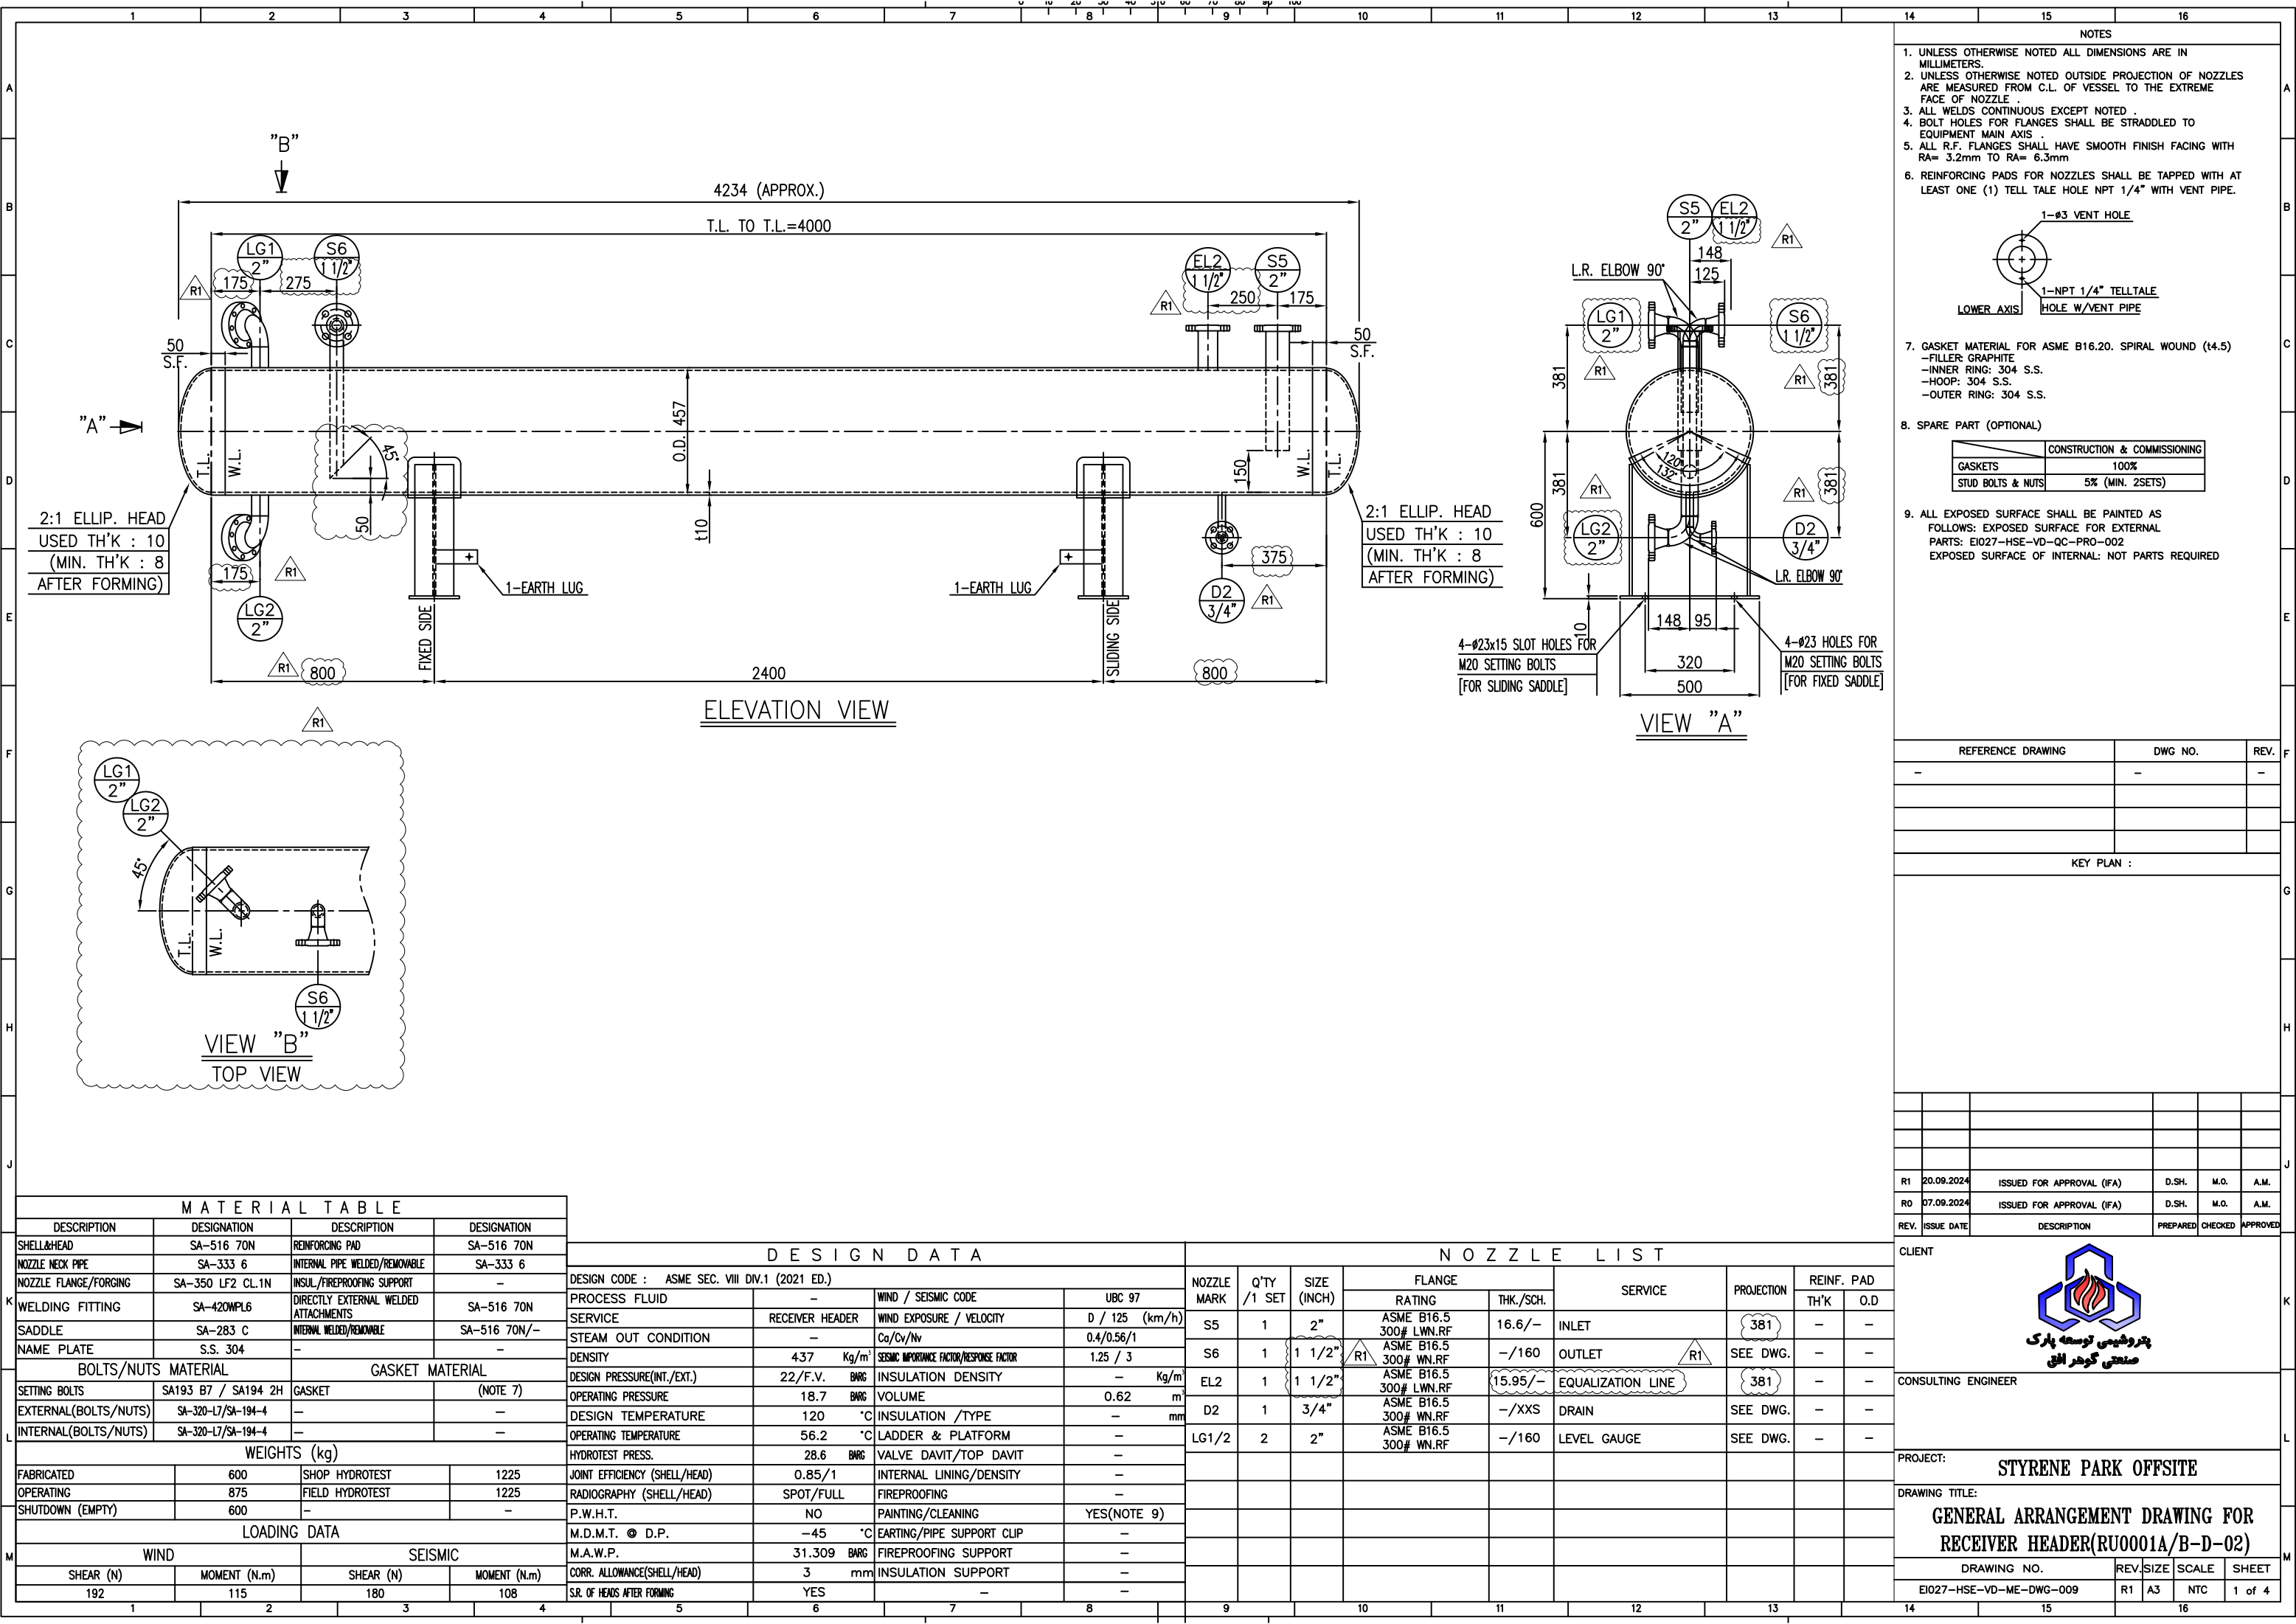 "B"
4234 (APPROX.)
T.L. TO T.L.=4000
LG1
2"
S6
1 1/2"
R1
175
275
EL2
1 1/2"
S5
2"
R1
250
175
50
S.F.
50
S.F.
"A"
T.L.
W.L.
45°
50
O.D. 457
t10
150
W.L.
T.L.
2:1 ELLIP. HEAD
USED TH'K : 10
(MIN. TH'K : 8
AFTER FORMING)
2:1 ELLIP. HEAD
USED TH'K : 10
(MIN. TH'K : 8
AFTER FORMING)
175
R1
LG2
2"
1-EARTH LUG
1-EARTH LUG
375
D2
3/4"
R1
FIXED SIDE
SLIDING SIDE
R1
800
2400
800
ELEVATION VIEW
S5
2"
EL2
1 1/2"
R1
148
125
L.R. ELBOW 90°
LG1
2"
S6
1 1/2"
R1
R1
381
381
120°
132°
600
381
381
R1
R1
LG2
2"
D2
3/4"
L.R. ELBOW 90°
10
148
95
4-ø23x15 SLOT HOLES FOR
M20 SETTING BOLTS
[FOR SLIDING SADDLE]
4-ø23 HOLES FOR
M20 SETTING BOLTS
[FOR FIXED SADDLE]
320
500
VIEW "A"
R1
LG1
2"
LG2
2"
45°
T.L.
W.L.
S6
1 1/2"
VIEW "B"
TOP VIEW
NOTES
1. UNLESS OTHERWISE NOTED ALL DIMENSIONS ARE IN
MILLIMETERS.
2. UNLESS OTHERWISE NOTED OUTSIDE PROJECTION OF NOZZLES
ARE MEASURED FROM C.L. OF VESSEL TO THE EXTREME
FACE OF NOZZLE .
3. ALL WELDS CONTINUOUS EXCEPT NOTED .
4. BOLT HOLES FOR FLANGES SHALL BE STRADDLED TO
EQUIPMENT MAIN AXIS .
5. ALL R.F. FLANGES SHALL HAVE SMOOTH FINISH FACING WITH
RA= 3.2mm TO RA= 6.3mm
6. REINFORCING PADS FOR NOZZLES SHALL BE TAPPED WITH AT
LEAST ONE (1) TELL TALE HOLE NPT 1/4" WITH VENT PIPE.
1-ø3 VENT HOLE
1-NPT 1/4" TELLTALE
LOWER AXIS HOLE W/VENT PIPE
7. GASKET MATERIAL FOR ASME B16.20. SPIRAL WOUND (t4.5)
-FILLER: GRAPHITE
-INNER RING: 304 S.S.
-HOOP: 304 S.S.
-OUTER RING: 304 S.S.
8. SPARE PART (OPTIONAL)
CONSTRUCTION & COMMISSIONING
GASKETS 100%
STUD BOLTS & NUTS 5% (MIN. 2SETS)
9. ALL EXPOSED SURFACE SHALL BE PAINTED AS
FOLLOWS: EXPOSED SURFACE FOR EXTERNAL
PARTS: EI027-HSE-VD-QC-PRO-002
EXPOSED SURFACE OF INTERNAL: NOT PARTS REQUIRED
REFERENCE DRAWING DWG NO. REV.
- - -
KEY PLAN :
R1 20.09.2024 ISSUED FOR APPROVAL (IFA) D.SH. M.O. A.M.
R0 07.09.2024 ISSUED FOR APPROVAL (IFA) D.SH. M.O. A.M.
REV. ISSUE DATE DESCRIPTION PREPARED CHECKED APPROVED
CLIENT
پتروشیمی توسعه پارک
صنعتی گوهر افق
CONSULTING ENGINEER
PROJECT:
STYRENE PARK OFFSITE
DRAWING TITLE:
GENERAL ARRANGEMENT DRAWING FOR
RECEIVER HEADER(RU0001A/B-D-02)
DRAWING NO. REV. SIZE SCALE SHEET
EI027-HSE-VD-ME-DWG-009 R1 A3 NTC 1 of 4
MATERIAL TABLE
DESCRIPTION DESIGNATION DESCRIPTION DESIGNATION
SHELL&HEAD SA-516 70N REINFORCING PAD SA-516 70N
NOZZLE NECK PIPE SA-333 6 INTERNAL PIPE WELDED/REMOVABLE SA-333 6
NOZZLE FLANGE/FORGING SA-350 LF2 CL.1N INSUL./FIREPROOFING SUPPORT -
WELDING FITTING SA-420WPL6 DIRECTLY EXTERNAL WELDED ATTACHMENTS SA-516 70N
SADDLE SA-283 C INTERNAL WELDED/REMOVABLE SA-516 70N/-
NAME PLATE S.S. 304 - -
BOLTS/NUTS MATERIAL GASKET MATERIAL
SETTING BOLTS SA193 B7 / SA194 2H GASKET (NOTE 7)
EXTERNAL(BOLTS/NUTS) SA-320-L7/SA-194-4 - -
INTERNAL(BOLTS/NUTS) SA-320-L7/SA-194-4 - -
WEIGHTS (kg)
FABRICATED 600 SHOP HYDROTEST 1225
OPERATING 875 FIELD HYDROTEST 1225
SHUTDOWN (EMPTY) 600 - -
LOADING DATA
WIND SEISMIC
SHEAR (N) MOMENT (N.m) SHEAR (N) MOMENT (N.m)
192 115 180 108
DESIGN DATA
DESIGN CODE : ASME SEC. VIII DIV.1 (2021 ED.)
PROCESS FLUID - WIND / SEISMIC CODE UBC 97
SERVICE RECEIVER HEADER WIND EXPOSURE / VELOCITY D / 125 (km/h)
STEAM OUT CONDITION - Ca/Cv/Nv 0.4/0.56/1
DENSITY 437 Kg/m³ SEISMIC IMPORTANCE FACTOR/RESPONSE FACTOR 1.25 / 3
DESIGN PRESSURE(INT./EXT.) 22/F.V. BARG INSULATION DENSITY - Kg/m³
OPERATING PRESSURE 18.7 BARG VOLUME 0.62 m³
DESIGN TEMPERATURE 120 °C INSULATION /TYPE - mm
OPERATING TEMPERATURE 56.2 °C LADDER & PLATFORM -
HYDROTEST PRESS. 28.6 BARG VALVE DAVIT/TOP DAVIT -
JOINT EFFICIENCY (SHELL/HEAD) 0.85/1 INTERNAL LINING/DENSITY -
RADIOGRAPHY (SHELL/HEAD) SPOT/FULL FIREPROOFING -
P.W.H.T. NO PAINTING/CLEANING YES(NOTE 9)
M.D.M.T. @ D.P. -45 °C EARTING/PIPE SUPPORT CLIP -
M.A.W.P. 31.309 BARG FIREPROOFING SUPPORT -
CORR. ALLOWANCE(SHELL/HEAD) 3 mm INSULATION SUPPORT -
S.R. OF HEADS AFTER FORMING YES - -
NOZZLE LIST
NOZZLE MARK Q'TY /1 SET SIZE (INCH) FLANGE RATING THK./SCH. SERVICE PROJECTION REINF. PAD TH'K O.D
S5 1 2" ASME B16.5 300# LWN.RF 16.6/- INLET 381 - -
S6 1 1 1/2" R1 ASME B16.5 300# WN.RF -/160 OUTLET R1 SEE DWG. - -
EL2 1 1 1/2" ASME B16.5 300# LWN.RF 15.95/- EQUALIZATION LINE 381 - -
D2 1 3/4" ASME B16.5 300# WN.RF -/XXS DRAIN SEE DWG. - -
LG1/2 2 2" ASME B16.5 300# WN.RF -/160 LEVEL GAUGE SEE DWG. - -